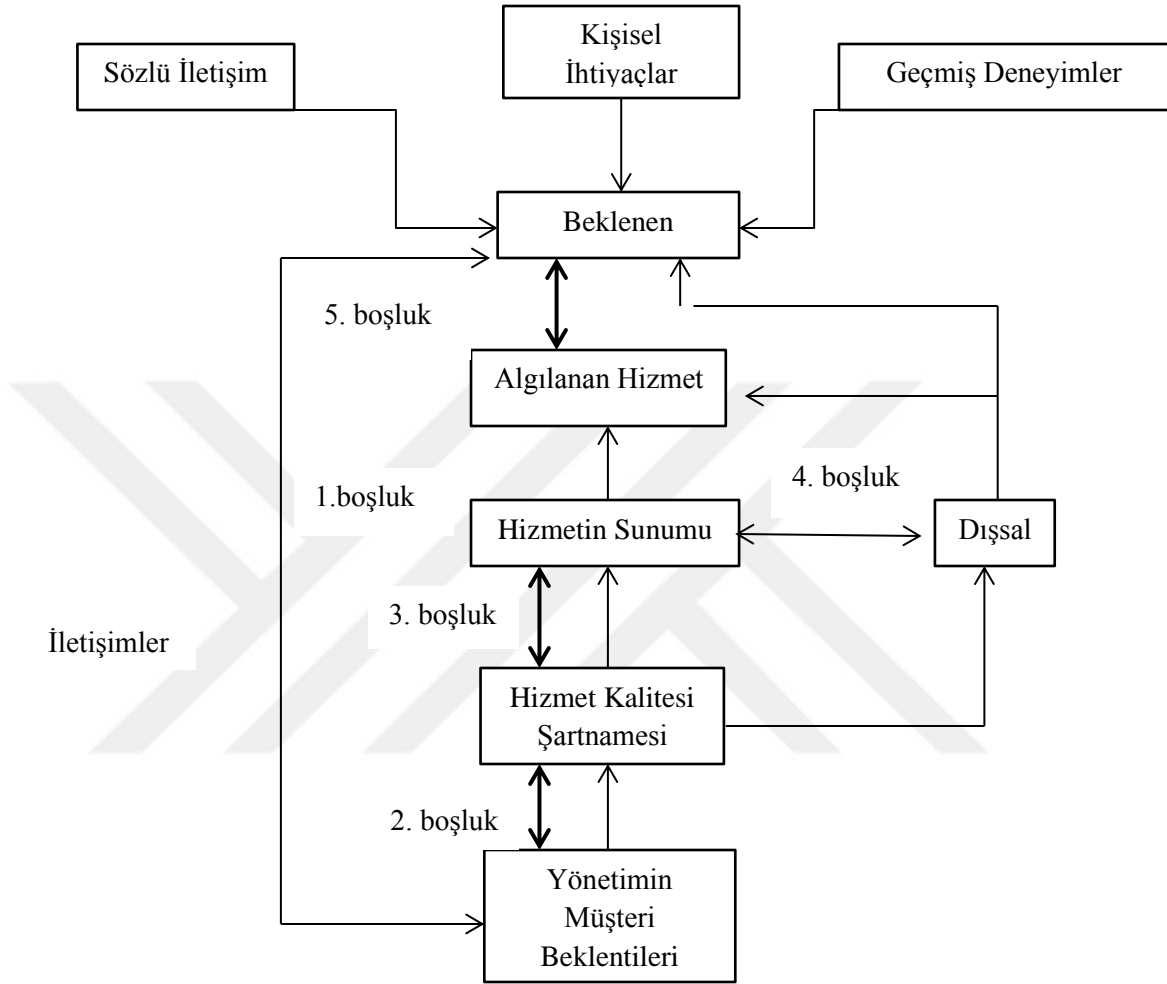 Kişisel
İhtiyaçlar
Sözlü İletişim
Geçmiş Deneyimler
Beklenen
5. boşluk
Algılanan Hizmet
4. boşluk
1.boşluk
Hizmetin Sunumu
Dışsal
3. boşluk
İletişimler
Hizmet Kalitesi
Şartnamesi
2. boşluk
Yönetimin
Müşteri
Beklentileri